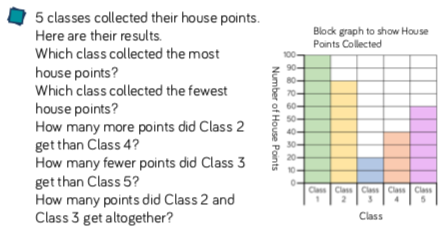 5 classes collected their house points.
Here are their results.
Which class collected the most
house points?
Which class collected the fewest
house points?
How many more points did Class 2
get than Class 4?
How many fewer points did Class 3
get than Class 5?
How many points did Class 2 and
Class 3 get altogether?
Block graph to show House
Points Collected
Number of House Points
100
90
80
70
60
50
40
30
20
10
0
Class 1
Class 2
Class 3
Class 4
Class 5
Class